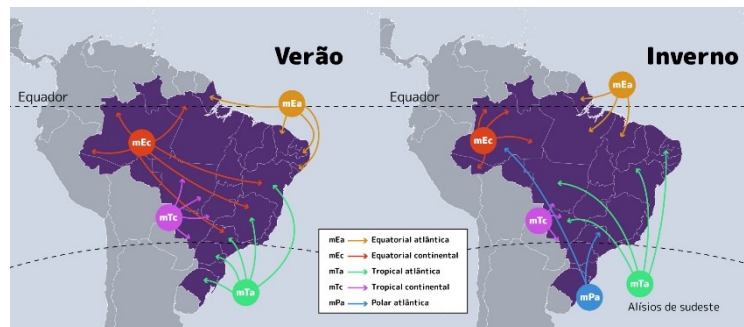 Verão
Equador
mEa
mEc
mTc
mTa
Inverno
Equador
mEa
mEc
mTc
mTa
mPa
Alísios de sudeste
mEa Equatorial atlântica
mEc Equatorial continental
mTa Tropical atlântica
mTc Tropical continental
mPa Polar atlântica